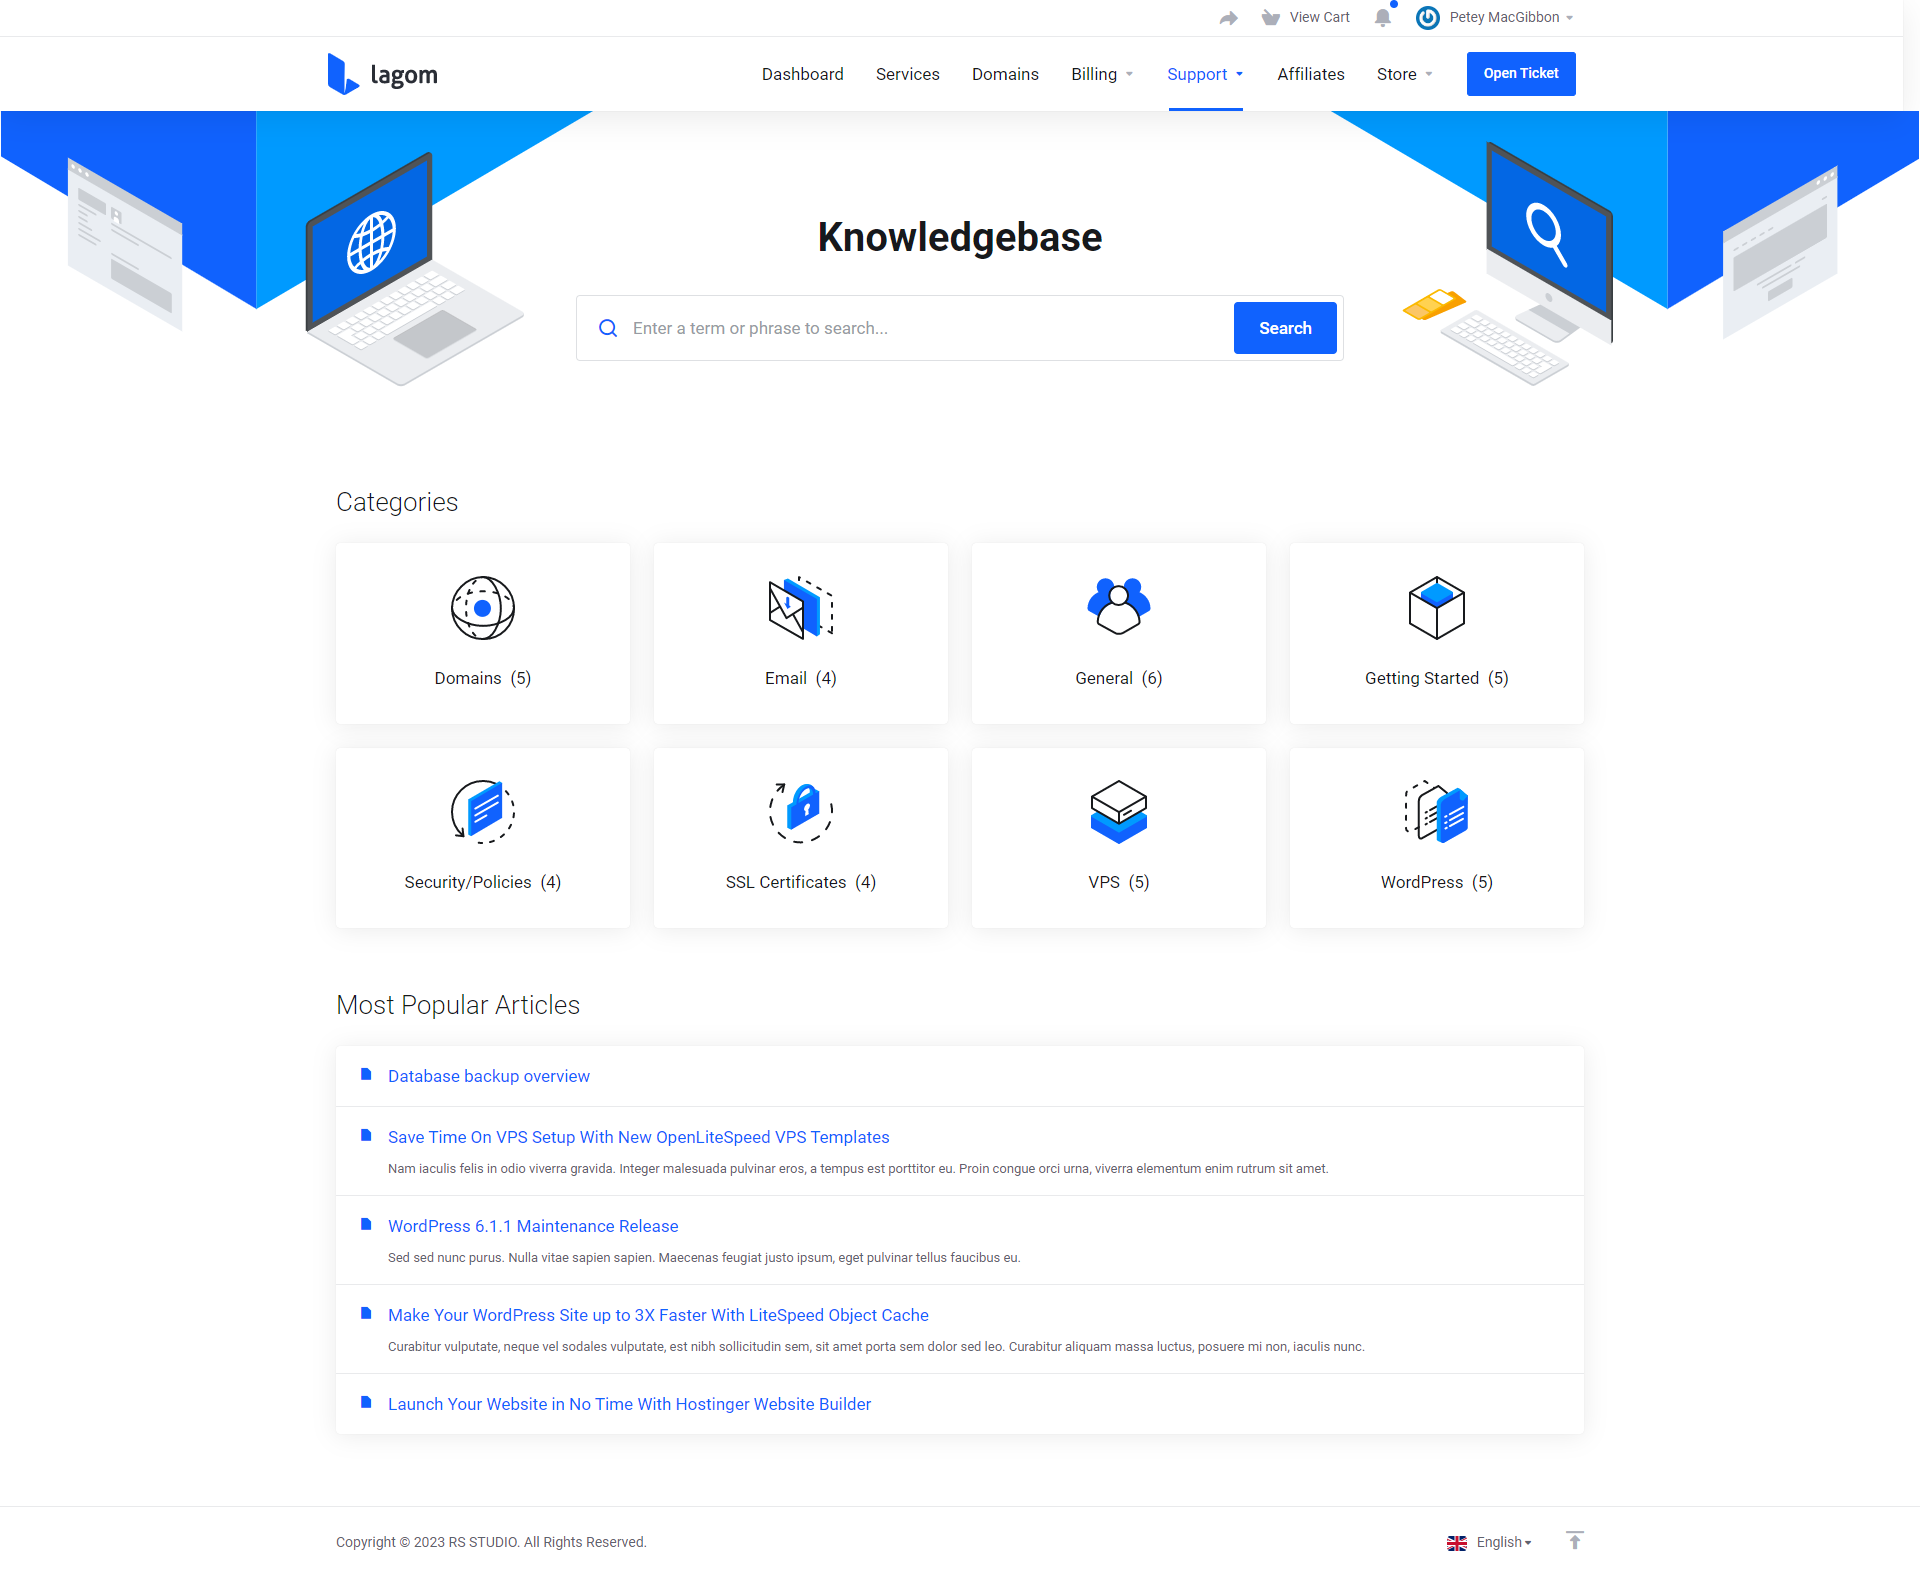 View Cart
Petey MacGibbon
lagom
Dashboard
Services
Domains
Billing
Support
Affiliates
Store
Open Ticket
Knowledgebase
Enter a term or phrase to search...
Search
Categories
Domains (5)
Email (4)
General (6)
Getting Started (5)
Security/Policies (4)
SSL Certificates (4)
VPS (5)
WordPress (5)
Most Popular Articles
Database backup overview
Save Time On VPS Setup With New OpenLiteSpeed VPS Templates
Nam iaculis felis in odio viverra gravida. Integer malesuada pulvinar eros, a tempus est porttitor eu. Proin congue orci urna, viverra elementum enim rutrum sit amet.
WordPress 6.1.1 Maintenance Release
Sed sed nunc purus. Nulla vitae sapien sapien. Maecenas feugiat justo ipsum, eget pulvinar tellus faucibus eu.
Make Your WordPress Site up to 3X Faster With LiteSpeed Object Cache
Curabitur vulputate, neque vel sodales vulputate, est nibh sollicitudin sem, sit amet porta sem dolor sed leo. Curabitur aliquam massa luctus, posuere mi non, iaculis nunc.
Launch Your Website in No Time With Hostinger Website Builder
Copyright © 2023 RS STUDIO. All Rights Reserved.
English